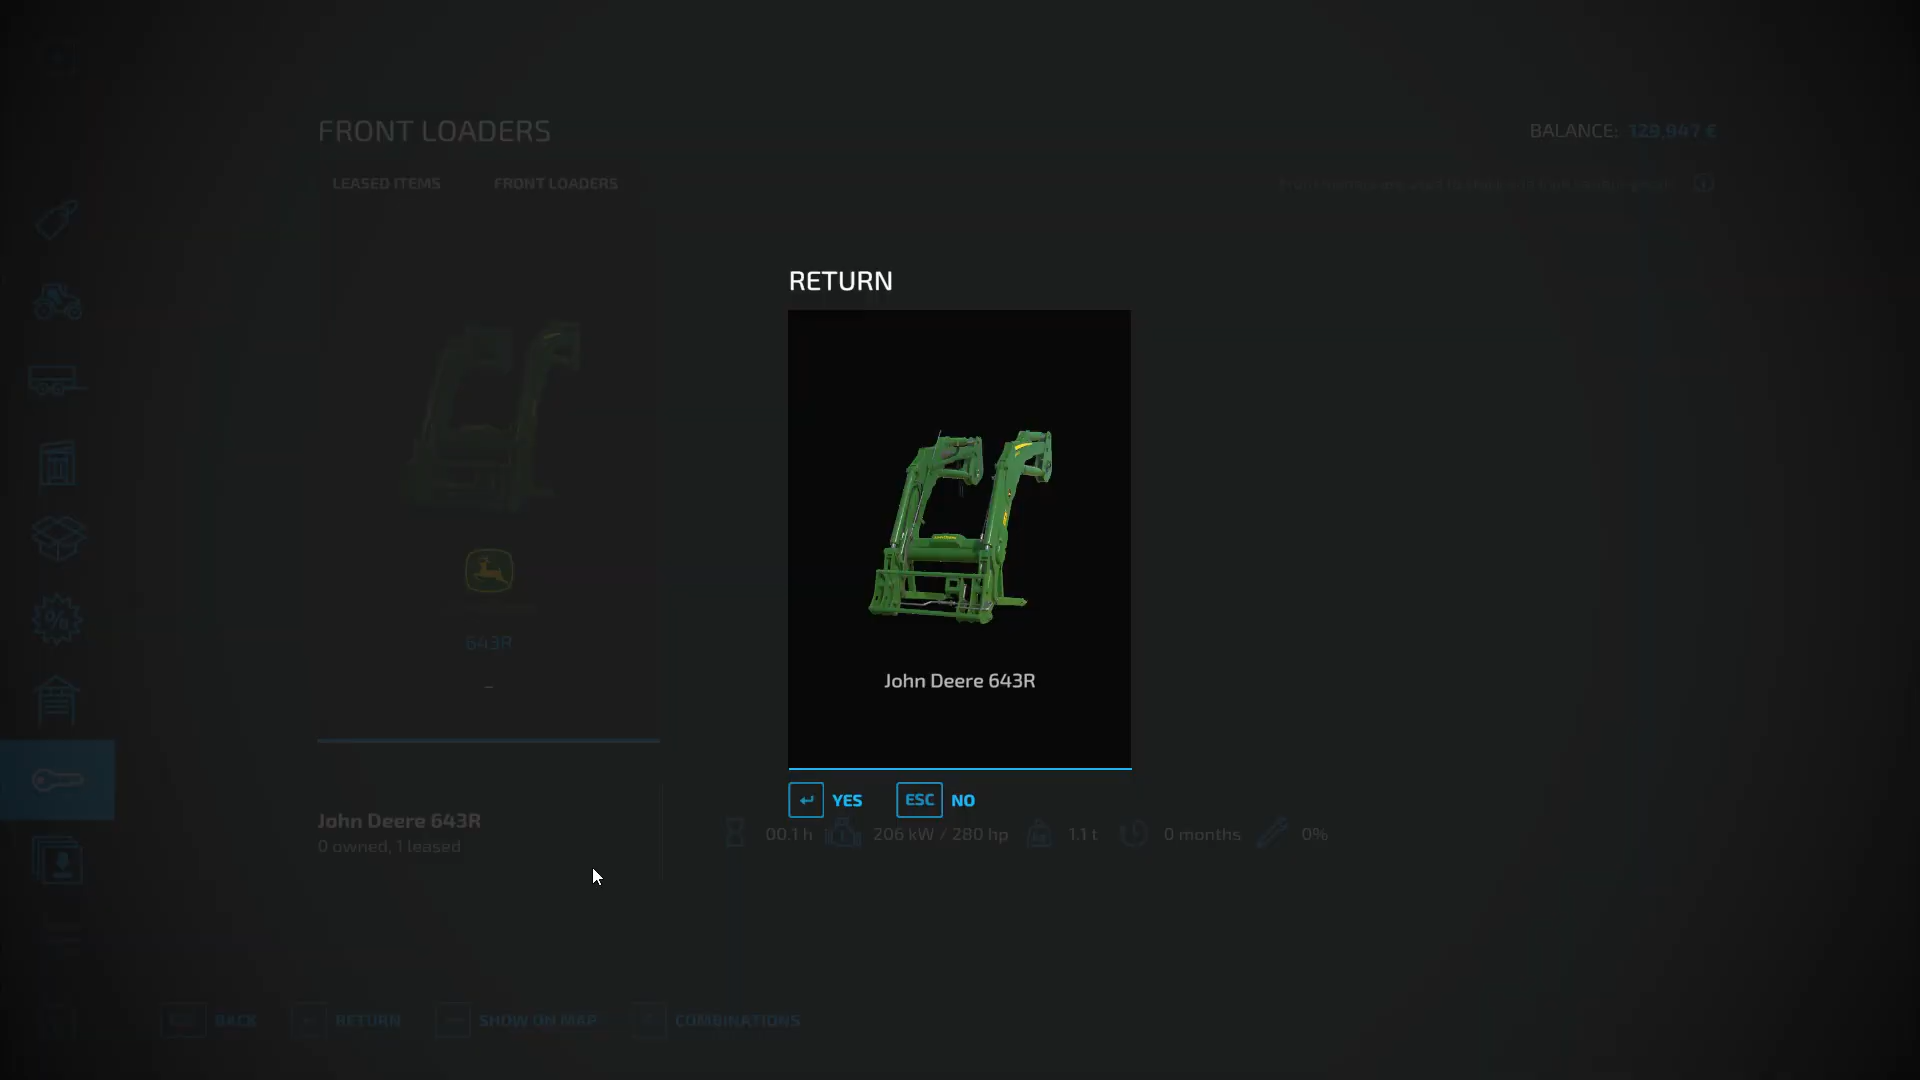 FRONT LOADERS
BALANCE: 129,947 €
LEASED ITEMS FRONT LOADERS
RETURN
643R
–
John Deere 643R
YES ESC NO
John Deere 643R
0 owned, 1 leased
00.1 h 206 kW / 280 hp 1.1 t 0 months 0%
BACK RETURN SHOW ON MAP COMBINATIONS